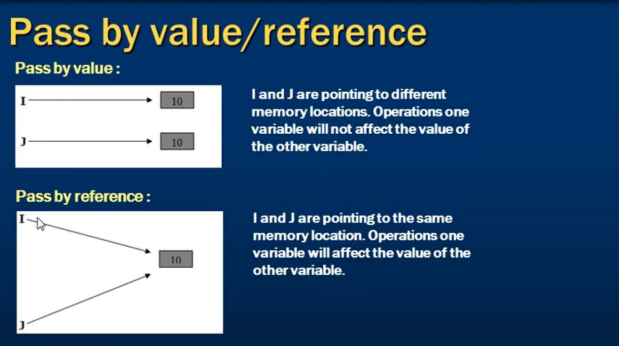 Pass by value/reference
Pass by value :
I
10
J
10
I and J are pointing to different
memory locations. Operations one
variable will not affect the value of
the other variable.
Pass by reference :
I
10
J
I and J are pointing to the same
memory location. Operations one
variable will affect the value of the
other variable.